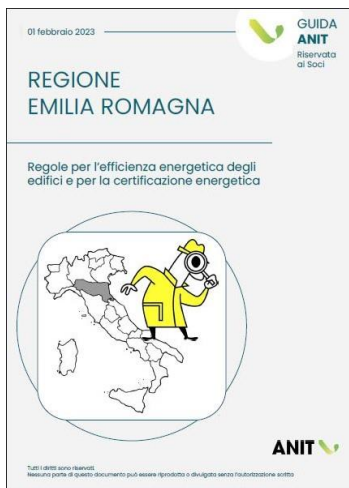 01 febbraio 2023
GUIDA
ANIT
Riservata
ai Soci
REGIONE
EMILIA ROMAGNA
Regole per l'efficienza energetica degli
edifici e per la certificazione energetica
ANIT
Tutti i diritti sono riservati.
Nessuna parte di questo documento può essere riprodotta o divulgata senza l'autorizzazione scritta